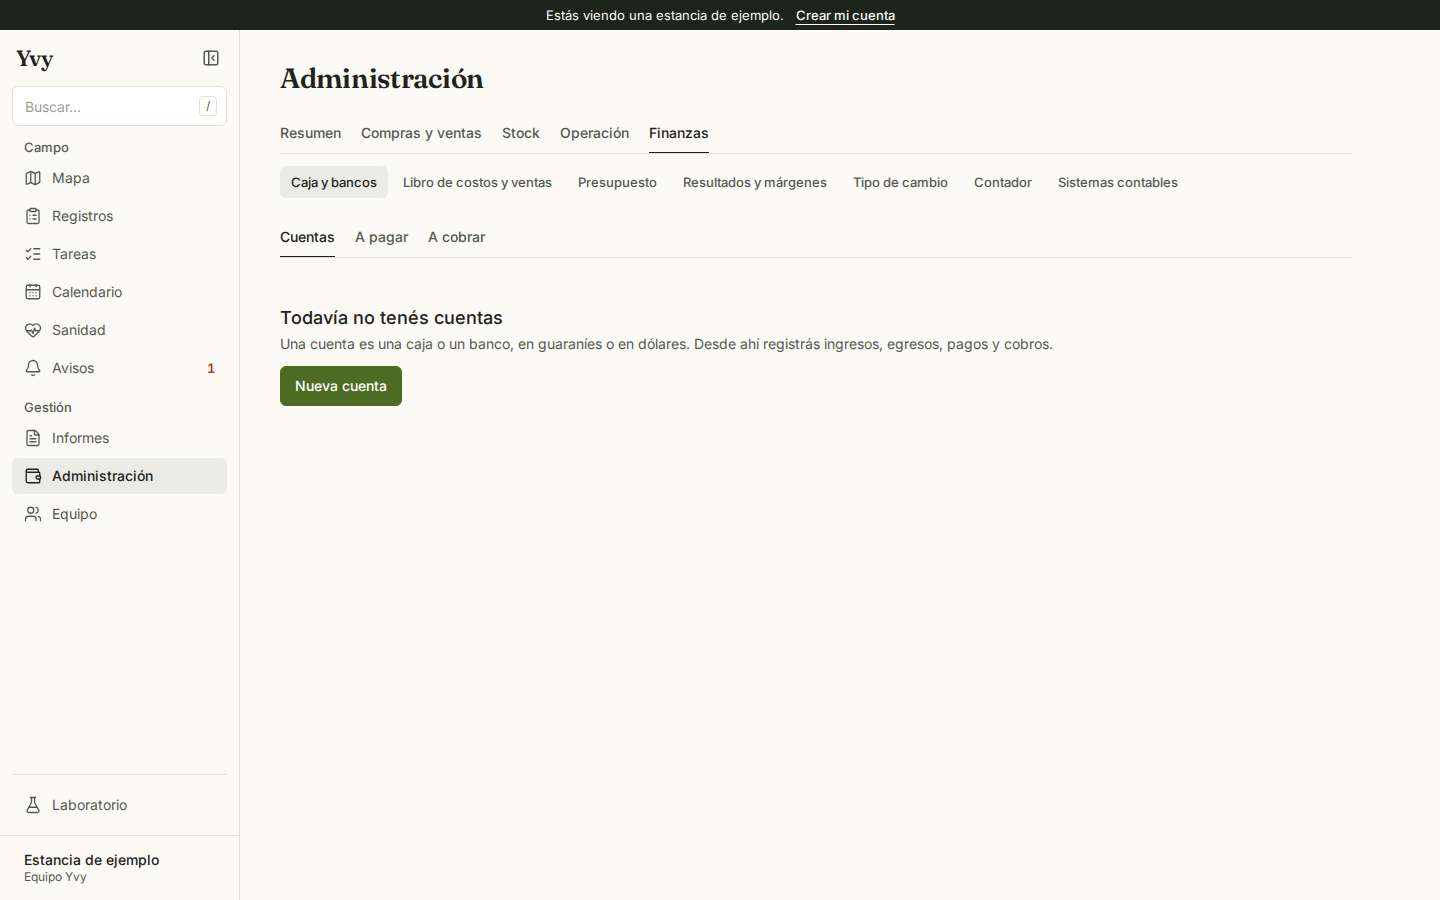 Estás viendo una estancia de ejemplo. Crear mi cuenta
Yvy
Buscar... /
Campo
Mapa
Registros
Tareas
Calendario
Sanidad
Avisos 1
Gestión
Informes
Administración
Equipo
Laboratorio
Estancia de ejemplo
Equipo Yvy
Administración
Resumen Compras y ventas Stock Operación Finanzas
Caja y bancos Libro de costos y ventas Presupuesto Resultados y márgenes Tipo de cambio Contador Sistemas contables
Cuentas A pagar A cobrar
Todavía no tenés cuentas
Una cuenta es una caja o un banco, en guaraníes o en dólares. Desde ahí registrás ingresos, egresos, pagos y cobros.
Nueva cuenta